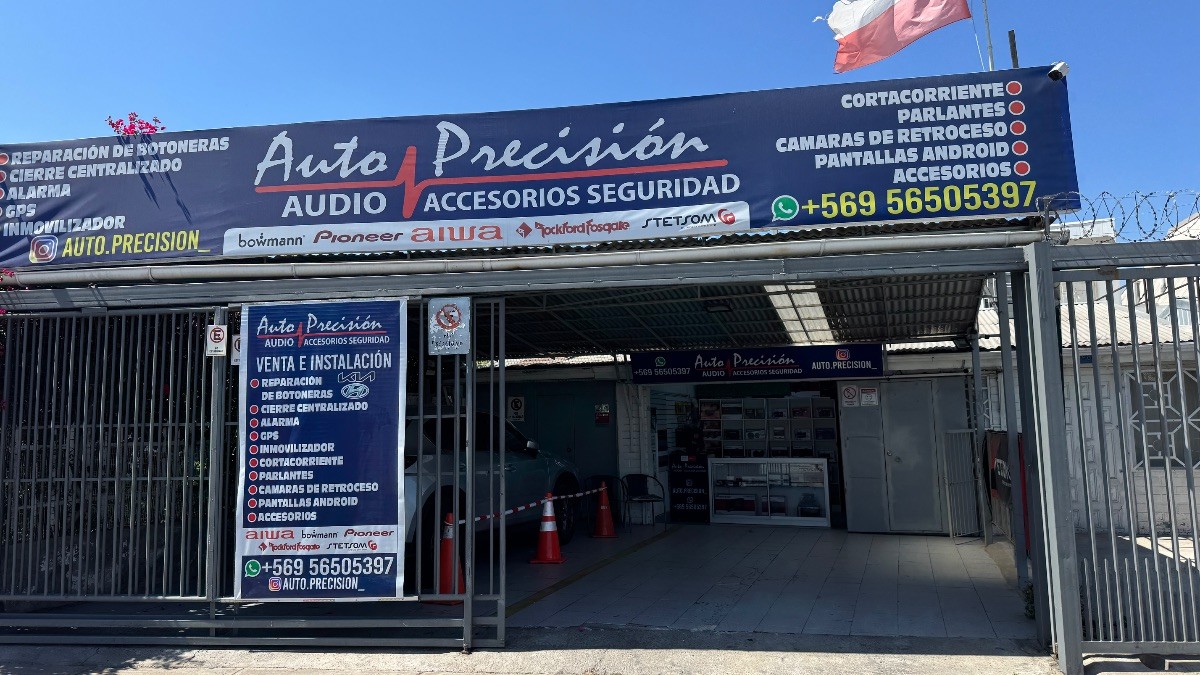 REPARACIÓN DE BOTONERAS
CIERRE CENTRALIZADO
ALARMA
GPS
INMOVILIZADOR
AUTO.PRECISION_
Auto Precisión
AUDIO ACCESORIOS SEGURIDAD
bowmann Pioneer aiwa Rockford Fosgate STETSOM
CORTACORRIENTE
PARLANTES
CAMARAS DE RETROCESO
PANTALLAS ANDROID
ACCESORIOS
+569 56505397
Auto Precisión
AUDIO ACCESORIOS SEGURIDAD
VENTA E INSTALACIÓN
KIA
REPARACIÓN
DE BOTONERAS
HYUNDAI
CIERRE CENTRALIZADO
ALARMA
GPS
INMOVILIZADOR
CORTACORRIENTE
PARLANTES
CAMARAS DE RETROCESO
PANTALLAS ANDROID
ACCESORIOS
aiwa bowmann Pioneer
Rockford Fosgate STETSOM
+569 56505397
AUTO.PRECISION_
+569 56505397
Auto Precisión
AUDIO ACCESORIOS SEGURIDAD
AUTO.PRECISION_